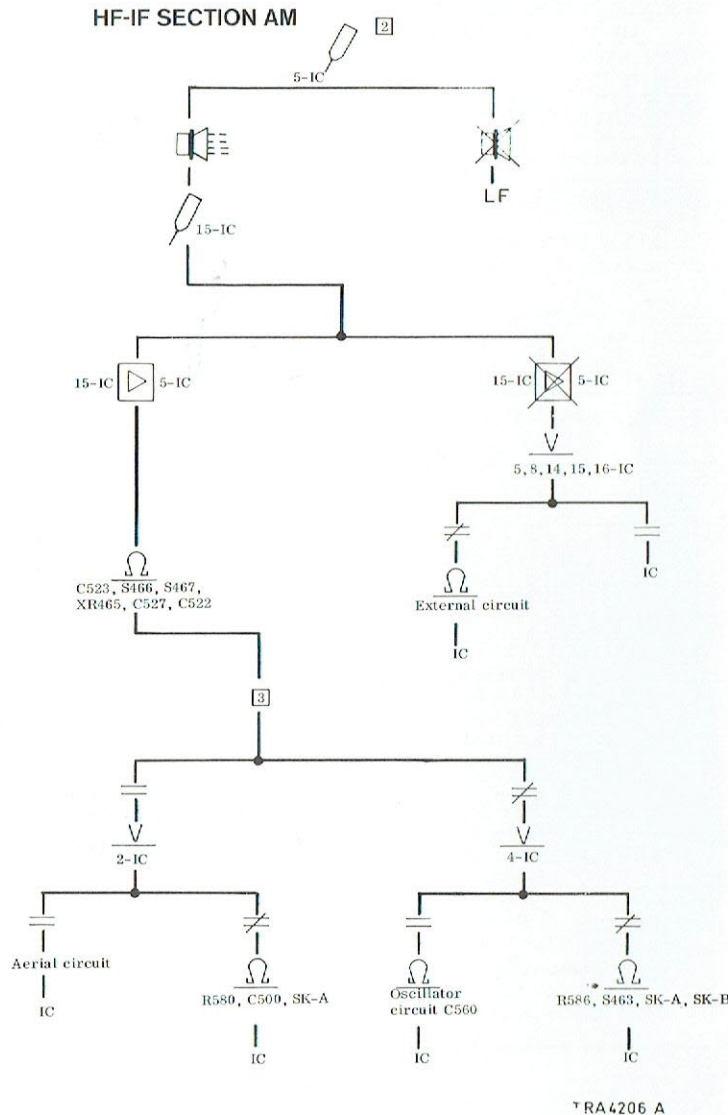 HF-IF SECTION AM
2
5-IC
LF
15-IC
15-IC 5-IC
15-IC 5-IC
5, 8, 14, 15, 16-IC
IC
C523, S466, S467,
XR465, C527, C522
External circuit
IC
3
2-IC
4-IC
Aerial circuit
IC
R580, C500, SK-A
IC
Oscillator
circuit C560
IC
R586, S463, SK-A, SK-B
IC
TRA4206 A